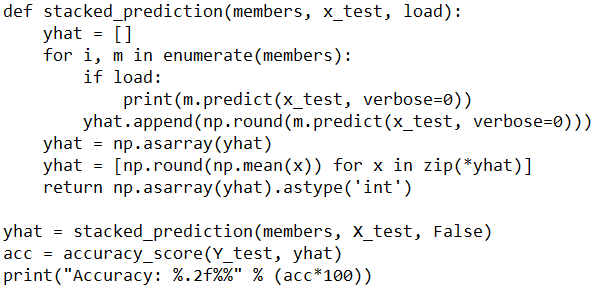 def stacked_prediction(members, x_test, load):
    yhat = []
    for i, m in enumerate(members):
        if load:
            print(m.predict(x_test, verbose=0))
        yhat.append(np.round(m.predict(x_test, verbose=0)))
    yhat = np.asarray(yhat)
    yhat = [np.round(np.mean(x)) for x in zip(*yhat)]
    return np.asarray(yhat).astype('int')

yhat = stacked_prediction(members, X_test, False)
acc = accuracy_score(Y_test, yhat)
print("Accuracy: %.2f%%" % (acc*100))